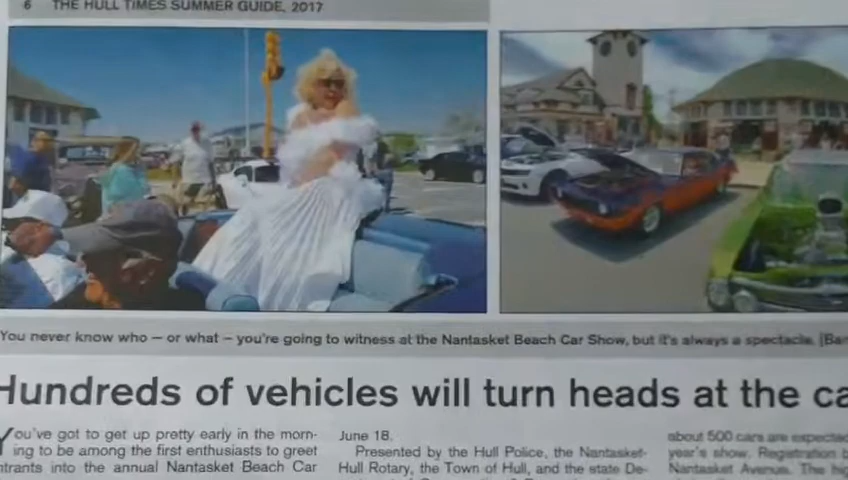 6 THE HULL TIMES SUMMER GUIDE, 2017
You never know who – or what – you're going to witness at the Nantasket Beach Car Show, but it's always a spectacle. [Bar
Hundreds of vehicles will turn heads at the ca
You've got to get up pretty early in the morn-
ing to be among the first enthusiasts to greet
ntrants into the annual Nantasket Beach Car
June 18.
Presented by the Hull Police, the Nantasket-
Hull Rotary, the Town of Hull, and the state De-
about 500 cars are expected
year's show. Registration b
Nantasket Avenue. The hig